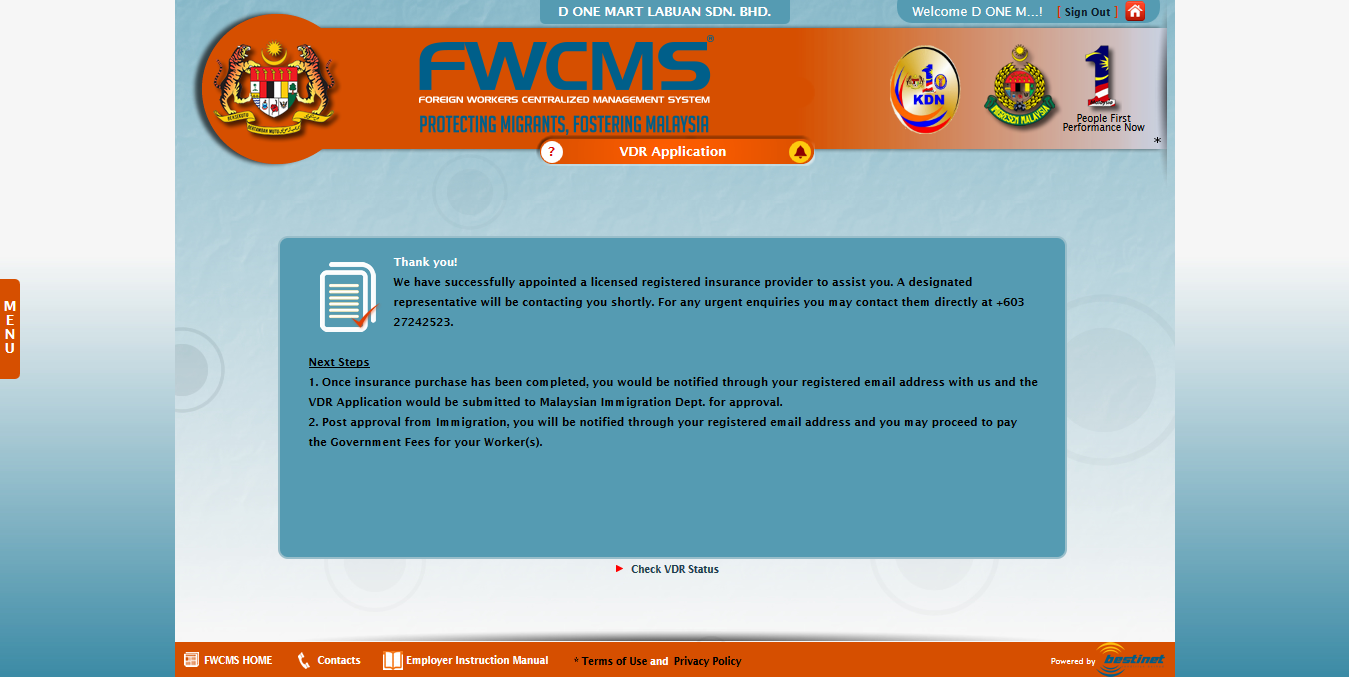 D ONE MART LABUAN SDN. BHD.
Welcome D ONE M...! [ Sign Out ]
FWCMS®
FOREIGN WORKERS CENTRALIZED MANAGEMENT SYSTEM
PROTECTING MIGRANTS, FOSTERING MALAYSIA
1
KDN
IMIGRESEN MALAYSIA
1
People First
Performance Now
*
? VDR Application
MENU
Thank you!
We have successfully appointed a licensed registered insurance provider to assist you. A designated
representative will be contacting you shortly. For any urgent enquiries you may contact them directly at +603
27242523.
Next Steps
1. Once insurance purchase has been completed, you would be notified through your registered email address with us and the
VDR Application would be submitted to Malaysian Immigration Dept. for approval.
2. Post approval from Immigration, you will be notified through your registered email address and you may proceed to pay
the Government Fees for your Worker(s).
Check VDR Status
FWCMS HOME Contacts Employer Instruction Manual * Terms of Use and Privacy Policy Powered by bestinet